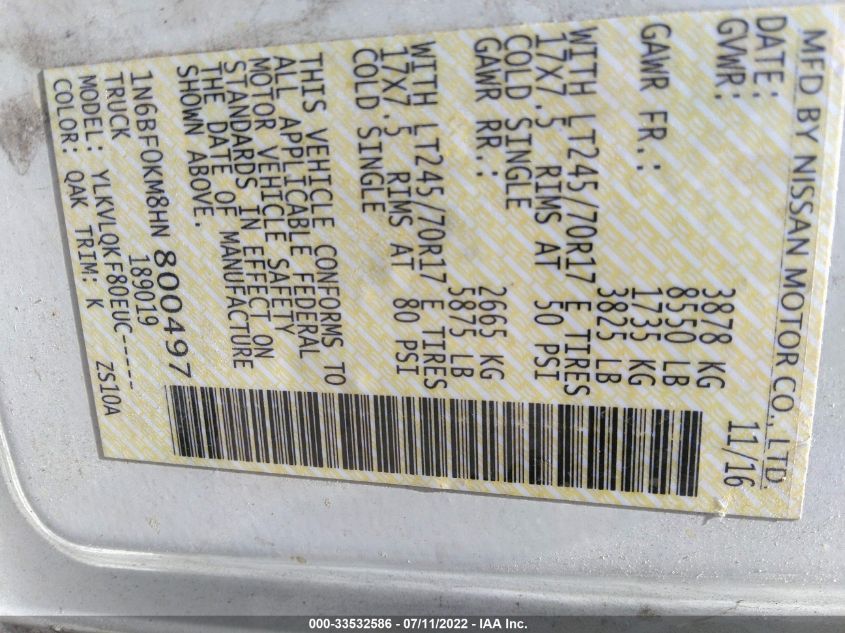 MFD BY NISSAN MOTOR CO., LTD.
DATE: 11/16
GVWR: 3878 KG
8550 LB
GAWR FR.: 1735 KG
3825 LB
WITH LT245/70R17 E TIRES
17X7.5 RIMS AT 50 PSI
COLD SINGLE
GAWR RR.: 2665 KG
5875 LB
WITH LT245/70R17 E TIRES
17X7.5 RIMS AT 80 PSI
COLD SINGLE
THIS VEHICLE CONFORMS TO
ALL APPLICABLE FEDERAL
MOTOR VEHICLE SAFETY
STANDARDS IN EFFECT ON
THE DATE OF MANUFACTURE
SHOWN ABOVE.
1N6BF0KM8HN 800497
TRUCK 189019
MODEL: YLKVLQKF80EUC------
COLOR: QAK TRIM: K ZS10A
000-33532586 - 07/11/2022 - IAA Inc.